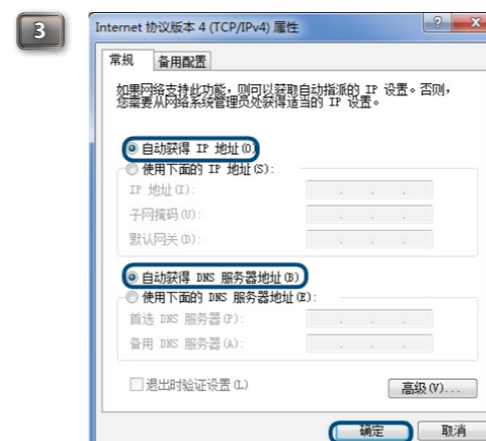 3
Internet 协议版本 4 (TCP/IPv4) 属性
常规 备用配置
如果网络支持此功能，则可以获取自动指派的 IP 设置。否则，
您需要从网络系统管理员处获得适当的 IP 设置。
自动获得 IP 地址(O)
使用下面的 IP 地址(S):
IP 地址(I):
子网掩码(U):
默认网关(D):
自动获得 DNS 服务器地址(B)
使用下面的 DNS 服务器地址(E):
首选 DNS 服务器(P):
备用 DNS 服务器(A):
退出时验证设置(L)
高级(V)...
确定 取消